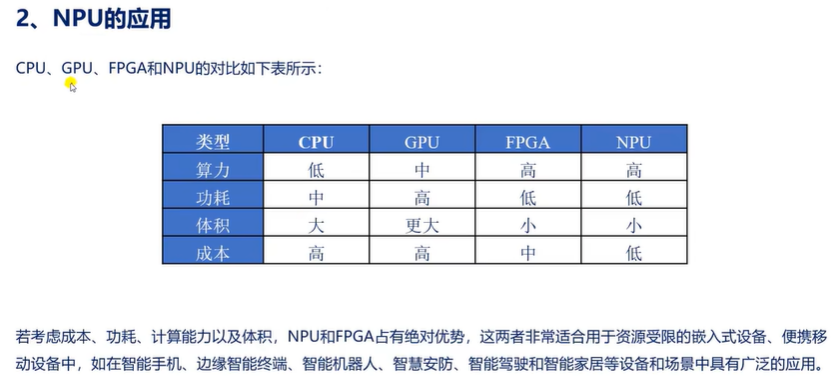 2、NPU的应用
CPU、GPU、FPGA和NPU的对比如下表所示：
类型 CPU GPU FPGA NPU
算力 低 中 高 高
功耗 中 高 低 低
体积 大 更大 小 小
成本 高 高 中 低
若考虑成本、功耗、计算能力以及体积，NPU和FPGA占有绝对优势，这两者非常适合用于资源受限的嵌入式设备、便携移
动设备中，如在智能手机、边缘智能终端、智能机器人、智慧安防、智能驾驶和智能家居等设备和场景中具有广泛的应用。